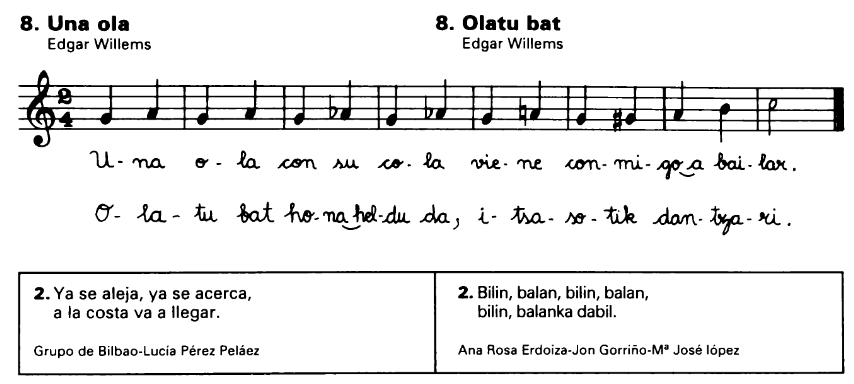 8. Una ola
Edgar Willems
8. Olatu bat
Edgar Willems
2
4
U- na o - la con su co - la vie - ne con - mi - go‿a bai - lar.
O- la - tu bat ho - na‿hel - du da, i - tsa - so - tik dan - tza - ri.
2. Ya se aleja, ya se acerca,
a la costa va a llegar.
Grupo de Bilbao-Lucía Pérez Peláez
2. Bilin, balan, bilin, balan,
bilin, balanka dabil.
Ana Rosa Erdoiza-Jon Gorriño-Mª José lópez